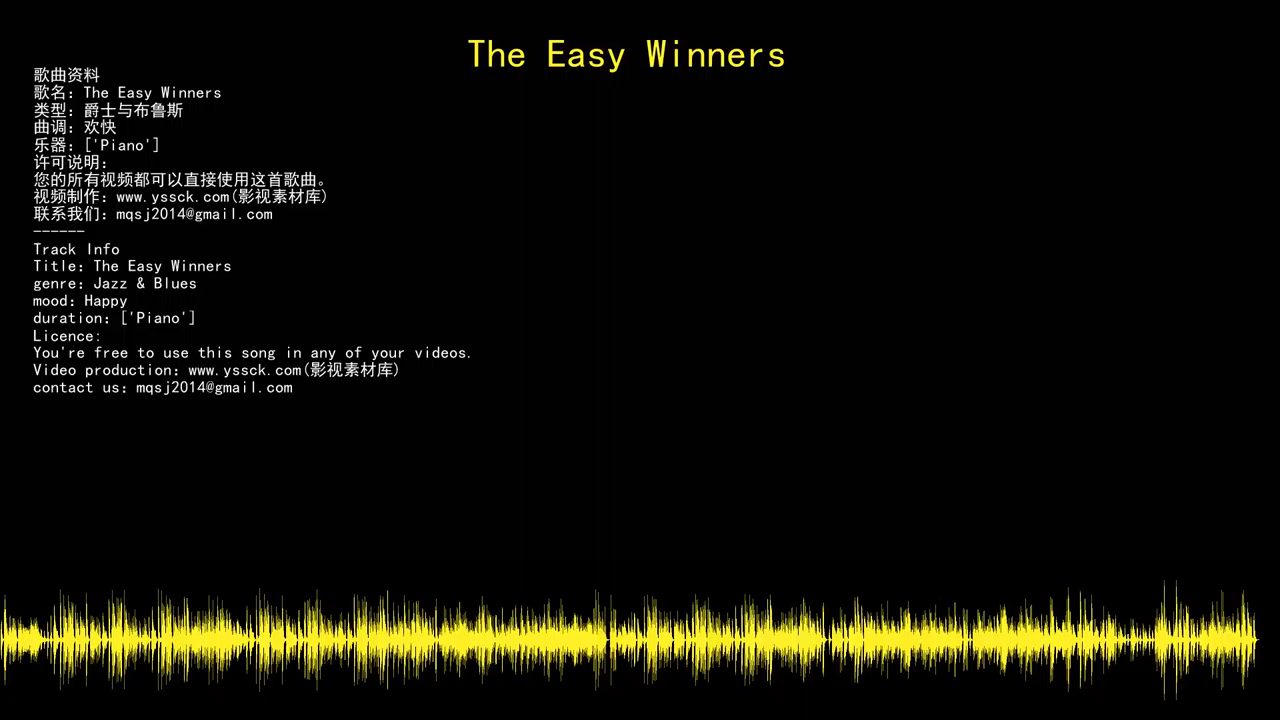 The Easy Winners
歌曲资料
歌名：The Easy Winners
类型：爵士与布鲁斯
曲调：欢快
乐器：['Piano']
许可说明：
您的所有视频都可以直接使用这首歌曲。
视频制作：www.yssck.com(影视素材库)
联系我们：mqsj2014@gmail.com
------
Track Info
Title：The Easy Winners
genre：Jazz & Blues
mood：Happy
duration：['Piano']
Licence:
You're free to use this song in any of your videos.
Video production：www.yssck.com(影视素材库)
contact us：mqsj2014@gmail.com